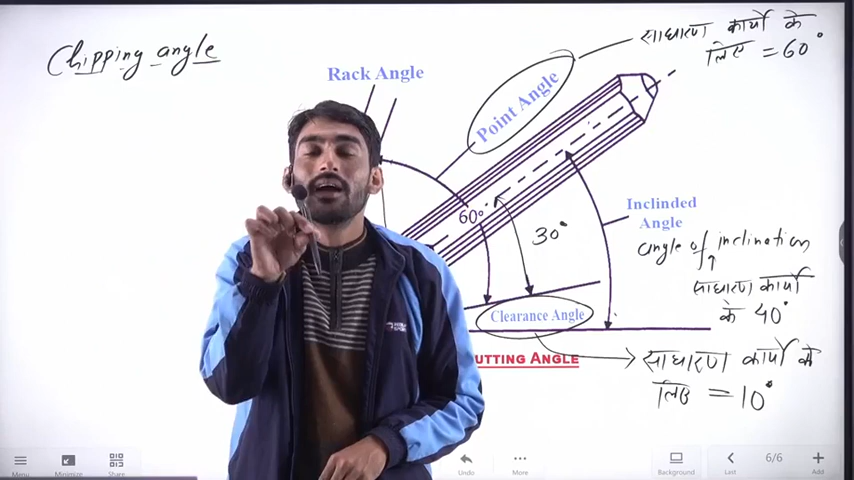 Chipping angle
साधारण कार्यो के
लिए = 60°
Rack Angle
Point Angle
60°
30°
Inclinded
Angle
angle of inclination
साधारण कार्यो
के 40°
Clearance Angle
UTTING ANGLE
साधारण कार्यो के
लिए = 10°
Menu
Minimize
Share
Undo
More
Background
Last
6/6
Add